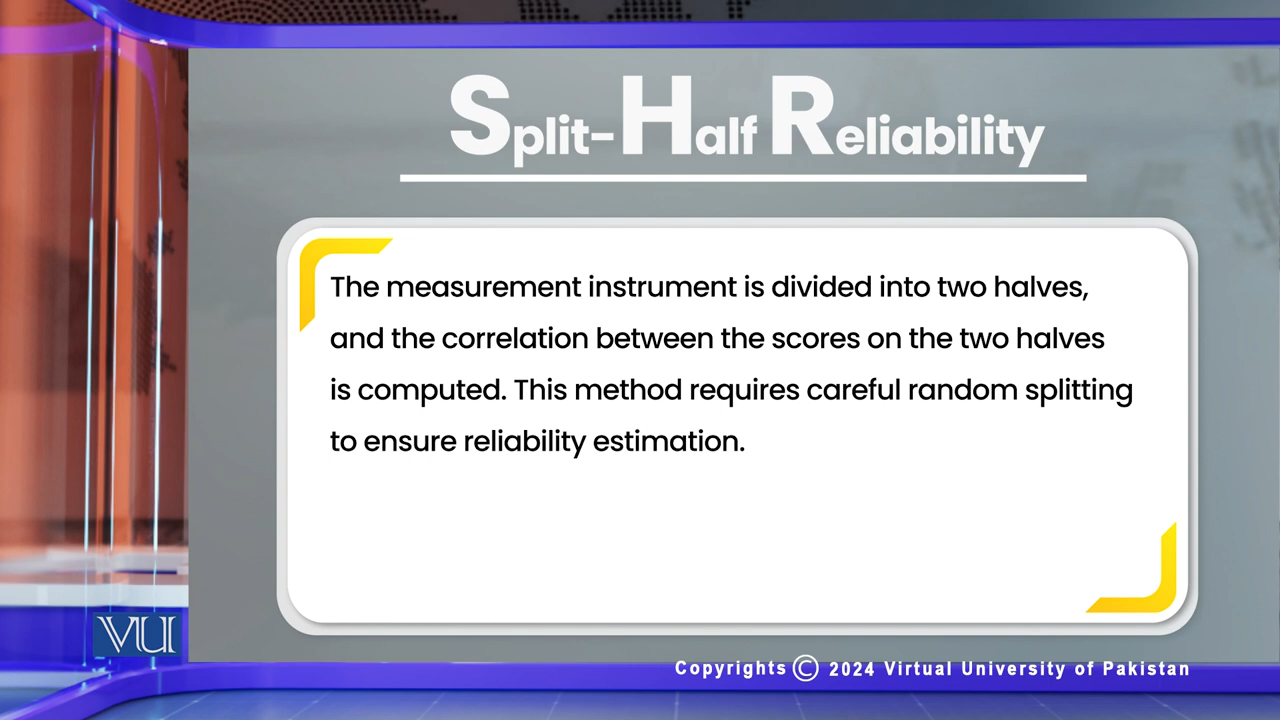 Split-Half Reliability
The measurement instrument is divided into two halves,
and the correlation between the scores on the two halves
is computed. This method requires careful random splitting
to ensure reliability estimation.
VU
Copyrights © 2024 Virtual University of Pakistan